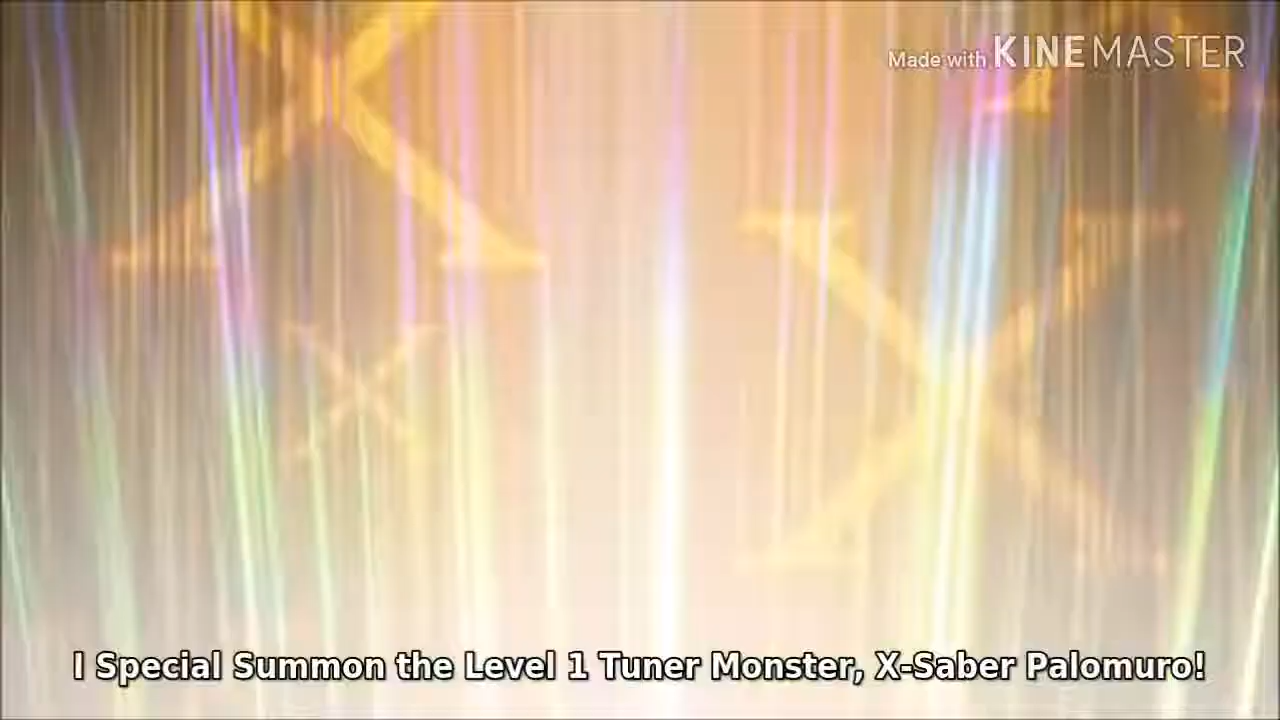 Made with KINEMASTER
I Special Summon the Level 1 Tuner Monster, X-Saber Palomuro!